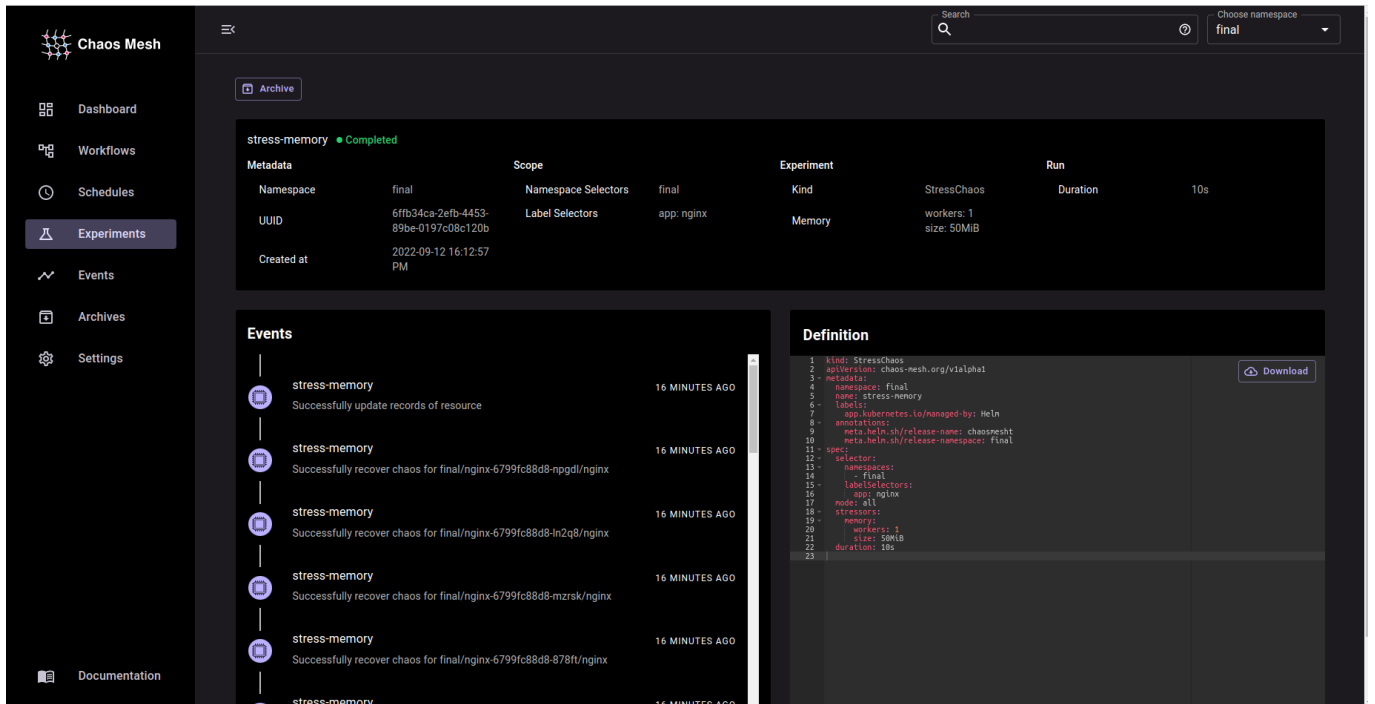 Chaos Mesh
Search
Choose namespace
final
Dashboard
Workflows
Schedules
Experiments
Events
Archives
Settings
Documentation
Archive
stress-memory Completed
Metadata
Namespace final
UUID 6ffb34ca-2efb-4453-
89be-0197c08c120b
Created at 2022-09-12 16:12:57
PM
Scope
Namespace Selectors final
Label Selectors app: nginx
Experiment
Kind StressChaos
Memory workers: 1
size: 50MiB
Run
Duration 10s
Events
stress-memory 16 MINUTES AGO
Successfully update records of resource
stress-memory 16 MINUTES AGO
Successfully recover chaos for final/nginx-6799fc88d8-npgdl/nginx
stress-memory 16 MINUTES AGO
Successfully recover chaos for final/nginx-6799fc88d8-ln2q8/nginx
stress-memory 16 MINUTES AGO
Successfully recover chaos for final/nginx-6799fc88d8-mzrsk/nginx
stress-memory 16 MINUTES AGO
Successfully recover chaos for final/nginx-6799fc88d8-878ft/nginx
stress-memory 16 MINUTES AGO
Definition
Download
1 kind: StressChaos
2 apiVersion: chaos-mesh.org/v1alpha1
3 metadata:
4 namespace: final
5 name: stress-memory
6 labels:
7 app.kubernetes.io/managed-by: Helm
8 annotations:
9 meta.helm.sh/release-name: chaosmesht
10 meta.helm.sh/release-namespace: final
11 spec:
12 selector:
13 namespaces:
14 - final
15 labelSelectors:
16 app: nginx
17 mode: all
18 stressors:
19 memory:
20 workers: 1
21 size: 50MiB
22 duration: 10s
23